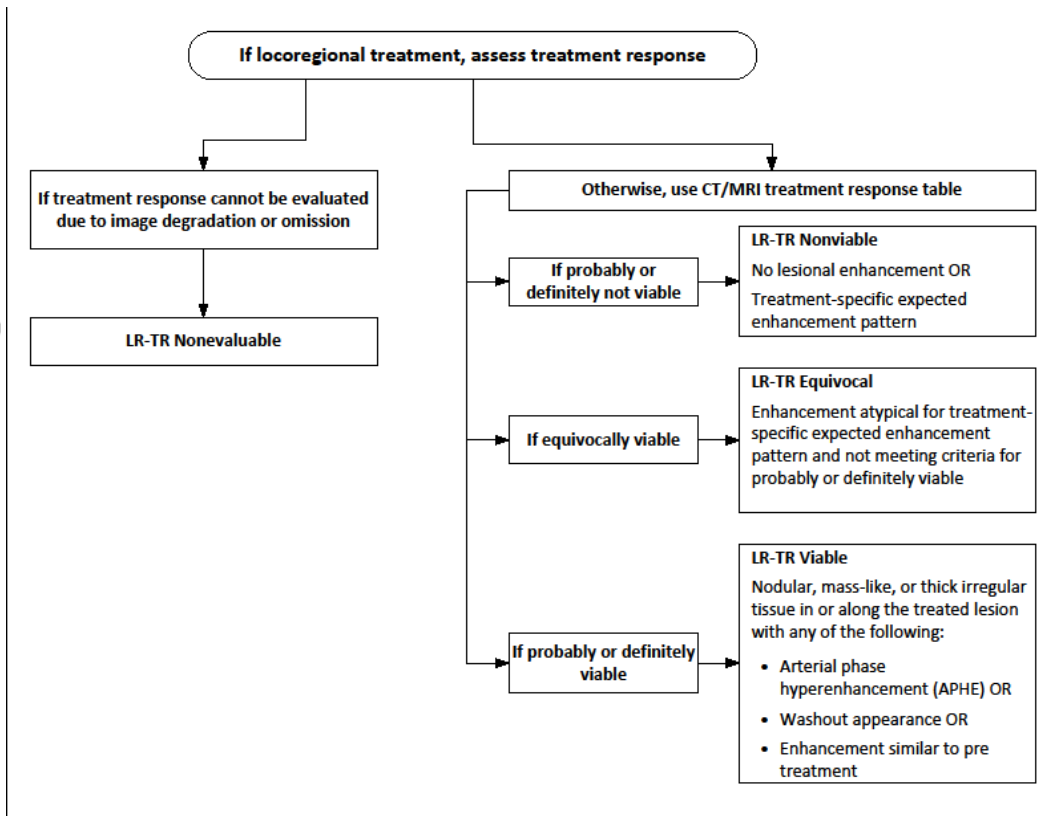 If locoregional treatment, assess treatment response
If treatment response cannot be evaluated
due to image degradation or omission
LR-TR Nonevaluable
Otherwise, use CT/MRI treatment response table
If probably or
definitely not viable
LR-TR Nonviable
No lesional enhancement OR
Treatment-specific expected
enhancement pattern
If equivocally viable
LR-TR Equivocal
Enhancement atypical for treatment-
specific expected enhancement
pattern and not meeting criteria for
probably or definitely viable
If probably or definitely
viable
LR-TR Viable
Nodular, mass-like, or thick irregular
tissue in or along the treated lesion
with any of the following:
• Arterial phase
hyperenhancement (APHE) OR
• Washout appearance OR
• Enhancement similar to pre
treatment